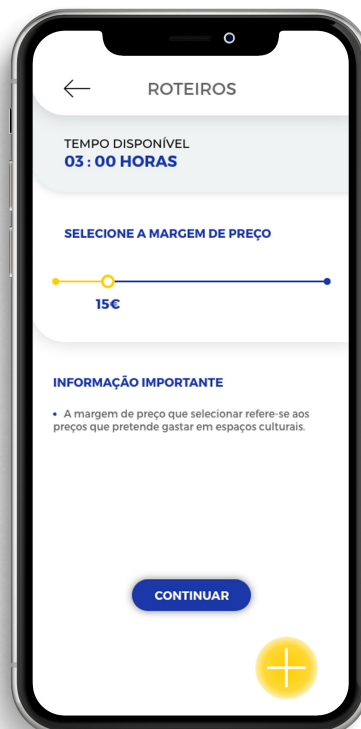 ROTEIROS
TEMPO DISPONÍVEL
03 : 00 HORAS
SELECIONE A MARGEM DE PREÇO
15€
INFORMAÇÃO IMPORTANTE
• A margem de preço que selecionar refere-se aos
preços que pretende gastar em espaços culturais.
CONTINUAR